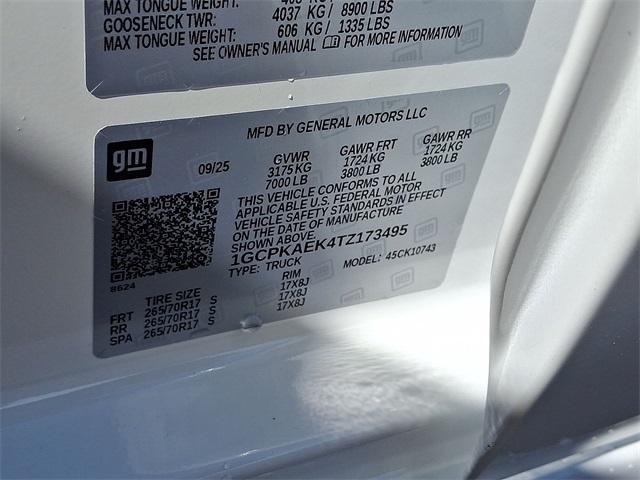 MAX TONGUE WEIGHT:
GOOSENECK TWR: 4037 KG / 8900 LBS
MAX TONGUE WEIGHT: 606 KG / 1335 LBS
SEE OWNER'S MANUAL FOR MORE INFORMATION
MFD BY GENERAL MOTORS LLC
gm
09/25
GVWR GAWR FRT GAWR RR
3175 KG 1724 KG 1724 KG
7000 LB 3800 LB 3800 LB
THIS VEHICLE CONFORMS TO ALL
APPLICABLE U.S. FEDERAL MOTOR
VEHICLE SAFETY STANDARDS IN EFFECT
ON THE DATE OF MANUFACTURE
SHOWN ABOVE.
1GCPKAEK4TZ173495
TYPE: TRUCK MODEL: 45CK10743
8624
TIRE SIZE RIM
FRT 265/70R17 S 17X8J
RR 265/70R17 S 17X8J
SPA 265/70R17 S 17X8J